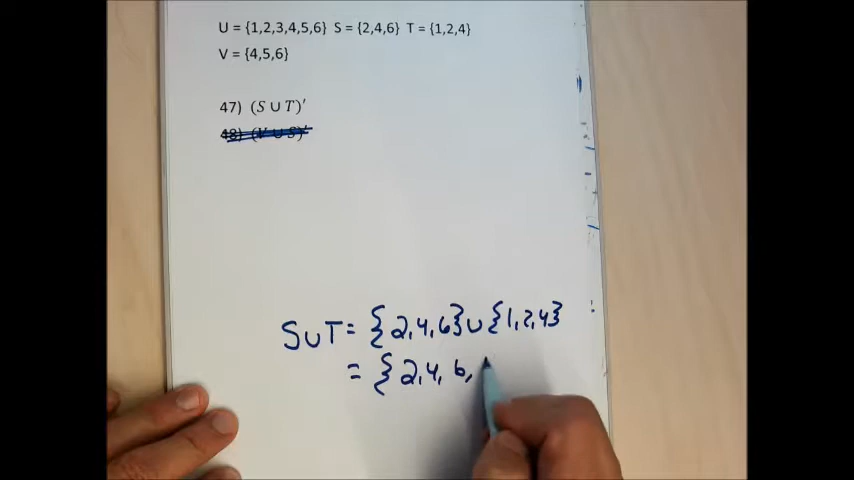 U = {1,2,3,4,5,6} S = {2,4,6} T = {1,2,4}
V = {4,5,6}
47) (S ∪ T)′
S∪T= {2,4,6}∪{1,2,4}
= {2,4, 6,